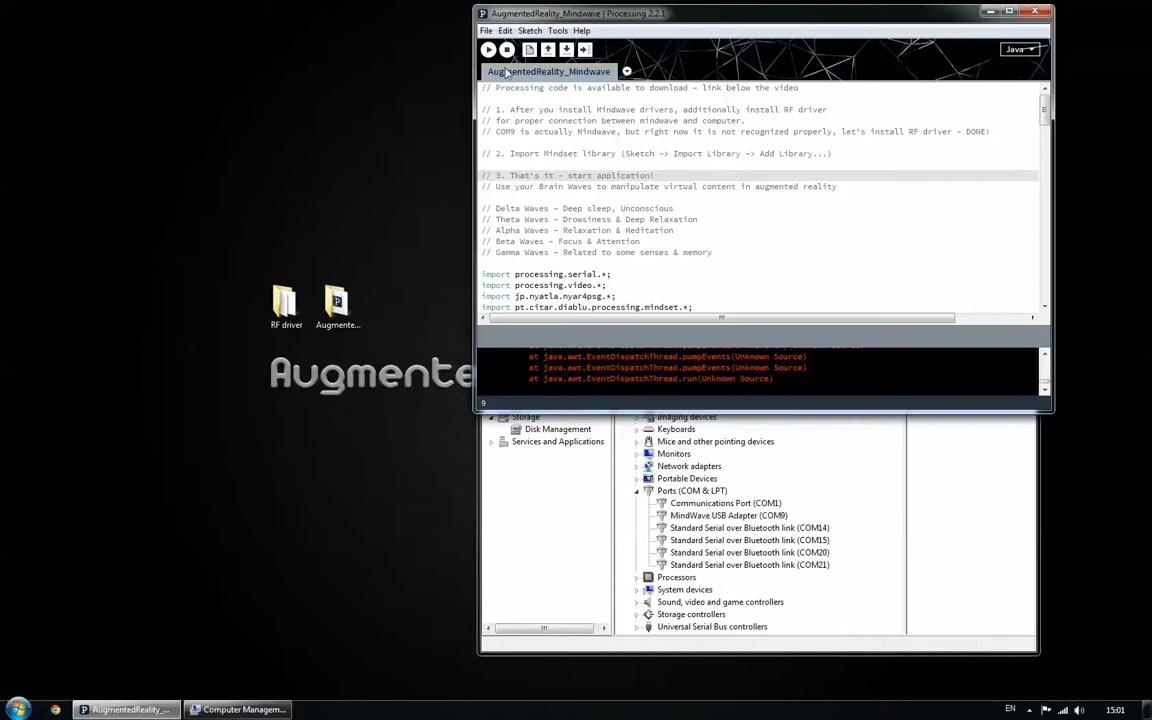 AugmentedReality_Mindwave | Processing 2.2.1
File Edit Sketch Tools Help
Java
AugmentedReality_Mindwave
// Processing code is available to download - link below the video
// 1. After you install Mindwave drivers, additionally install RF driver
// for proper connection between mindwave and computer.
// COM9 is actually Mindwave, but right now it is not recognized properly, let's install RF driver - DONE!
// 2. Import Mindset library (Sketch -> Import Library -> Add Library...)
// 3. That's it - start application!
// Use your Brain Waves to manipulate virtual content in augmented reality
// Delta Waves - Deep sleep, Unconscious
// Theta Waves - Drowsiness & Deep Relaxation
// Alpha Waves - Relaxation & Meditation
// Beta Waves - Focus & Attention
// Gamma Waves - Related to some senses & memory
import processing.serial.*;
import processing.video.*;
import jp.nyatla.nyar4psg.*;
import pt.citar.diablu.processing.mindset.*;
RF driver
Augmente...
Augmente
at java.awt.EventDispatchThread.pumpEvents(Unknown Source)
at java.awt.EventDispatchThread.pumpEvents(Unknown Source)
at java.awt.EventDispatchThread.run(Unknown Source)
9
Storage
Disk Management
Services and Applications
Imaging devices
Keyboards
Mice and other pointing devices
Monitors
Network adapters
Portable Devices
Ports (COM & LPT)
Communications Port (COM1)
MindWave USB Adapter (COM9)
Standard Serial over Bluetooth link (COM14)
Standard Serial over Bluetooth link (COM15)
Standard Serial over Bluetooth link (COM20)
Standard Serial over Bluetooth link (COM21)
Processors
System devices
Sound, video and game controllers
Storage controllers
Universal Serial Bus controllers
AugmentedReality_...
Computer Managem...
EN
15:01